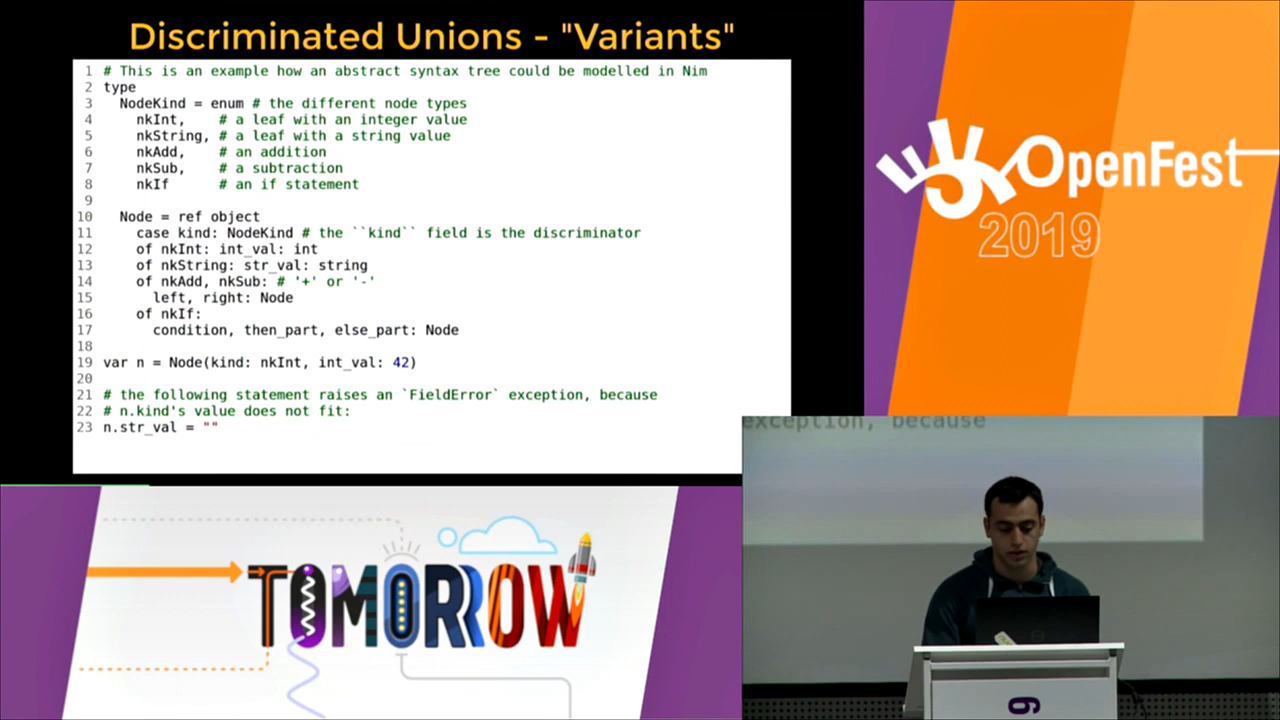 Discriminated Unions - "Variants"
1 # This is an example how an abstract syntax tree could be modelled in Nim
2 type
3   NodeKind = enum # the different node types
4     nkInt,    # a leaf with an integer value
5     nkString, # a leaf with a string value
6     nkAdd,    # an addition
7     nkSub,    # a subtraction
8     nkIf      # an if statement
9
10   Node = ref object
11     case kind: NodeKind # the ``kind`` field is the discriminator
12     of nkInt: int_val: int
13     of nkString: str_val: string
14     of nkAdd, nkSub: # '+' or '-'
15       left, right: Node
16     of nkIf:
17       condition, then_part, else_part: Node
18
19 var n = Node(kind: nkInt, int_val: 42)
20
21 # the following statement raises an `FieldError` exception, because
22 # n.kind's value does not fit:
23 n.str_val = ""
OpenFest
2019
exception, because
TOMORROW
6